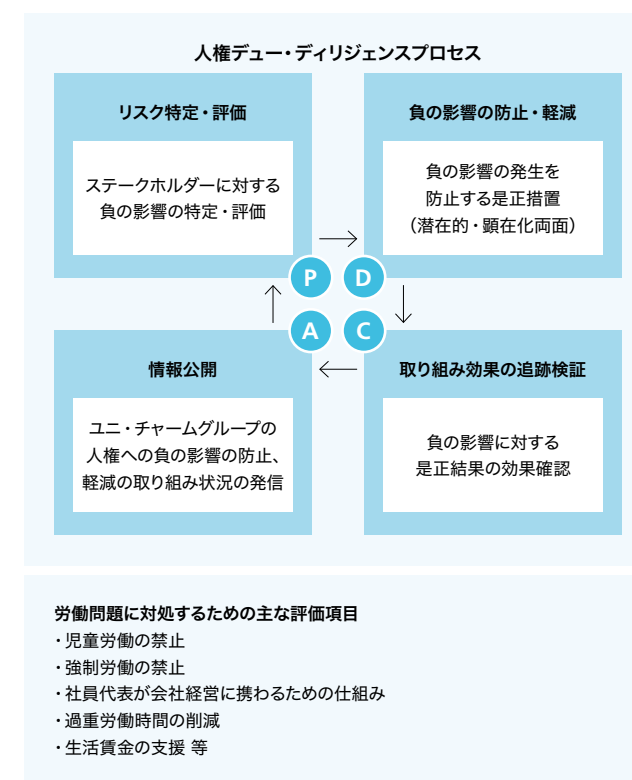 人権デュー・ディリジェンスプロセス
リスク特定・評価
ステークホルダーに対する
負の影響の特定・評価
負の影響の防止・軽減
負の影響の発生を
防止する是正措置
(潜在的・顕在化両面)
P
D
A
C
情報公開
ユニ・チャームグループの
人権への負の影響の防止、
軽減の取り組み状況の発信
取り組み効果の追跡検証
負の影響に対する
是正結果の効果確認
労働問題に対処するための主な評価項目
・児童労働の禁止
・強制労働の禁止
・社員代表が会社経営に携わるための仕組み
・過重労働時間の削減
・生活賃金の支援 等